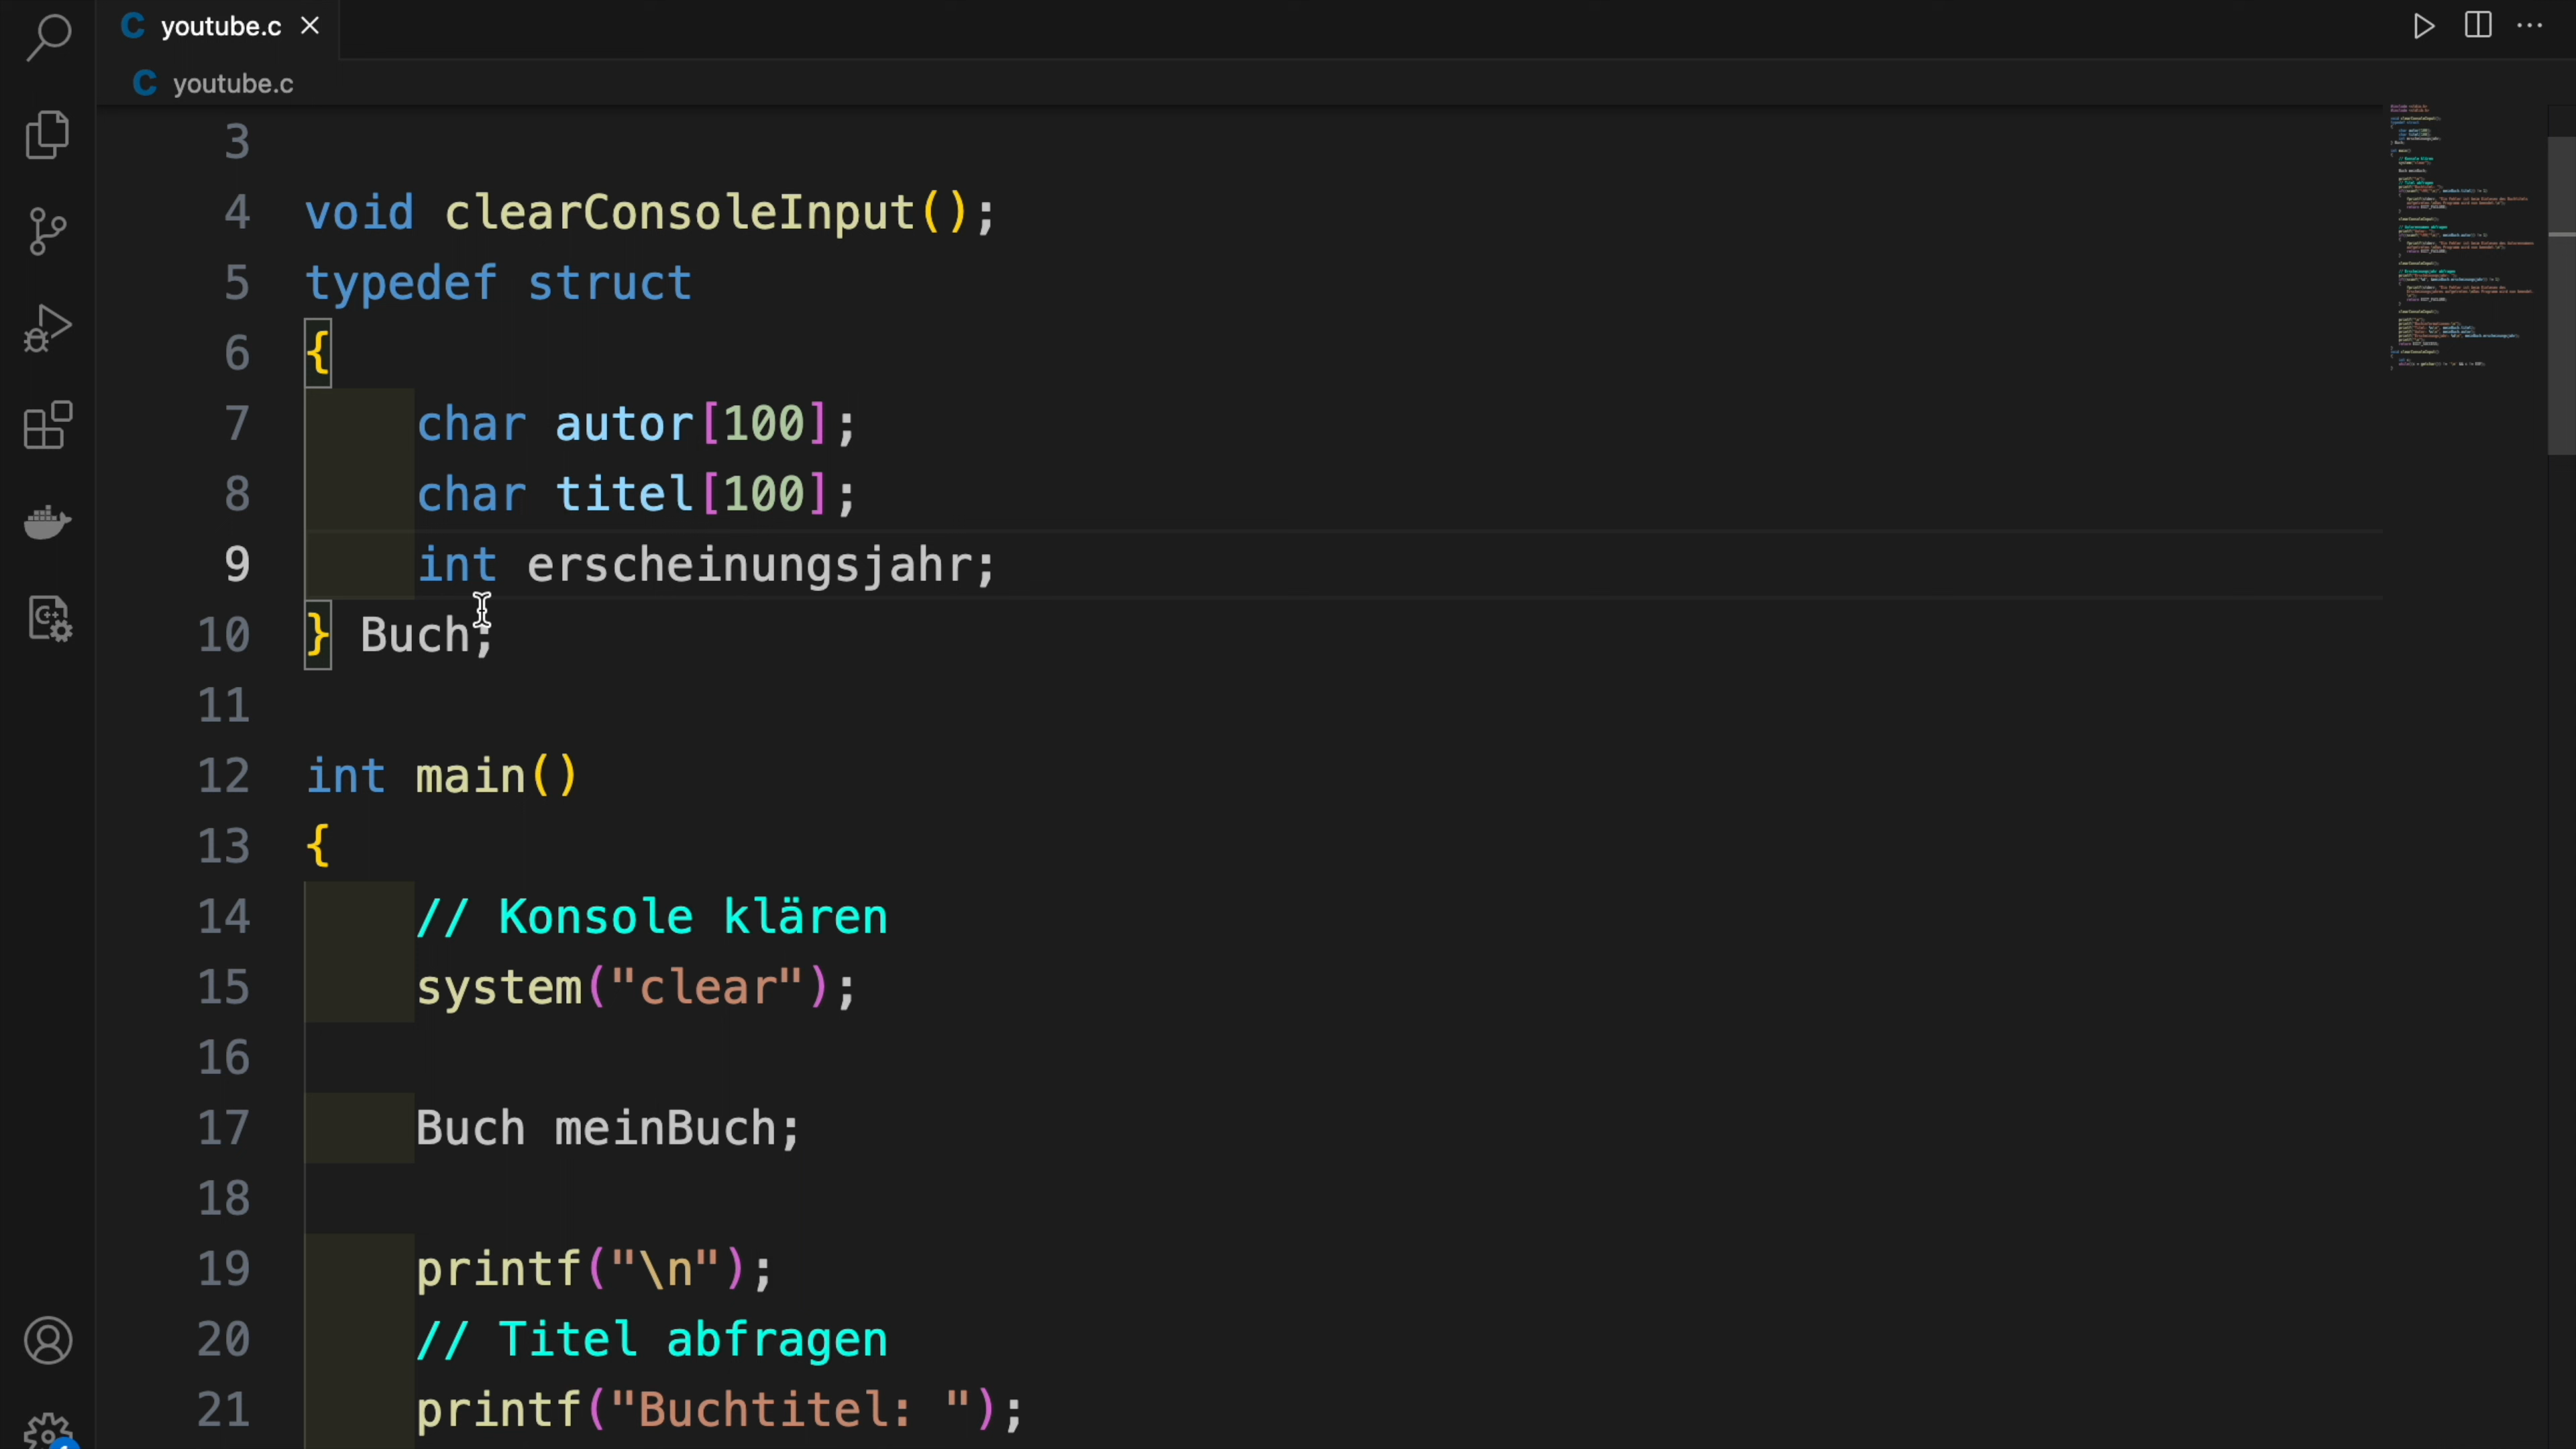 youtube.c
youtube.c
3
4 void clearConsoleInput();
5 typedef struct
6 {
7 char autor[100];
8 char titel[100];
9 int erscheinungsjahr;
10 } Buch;
11
12 int main()
13 {
14 // Konsole klären
15 system("clear");
16
17 Buch meinBuch;
18
19 printf("\n");
20 // Titel abfragen
21 printf("Buchtitel: ");